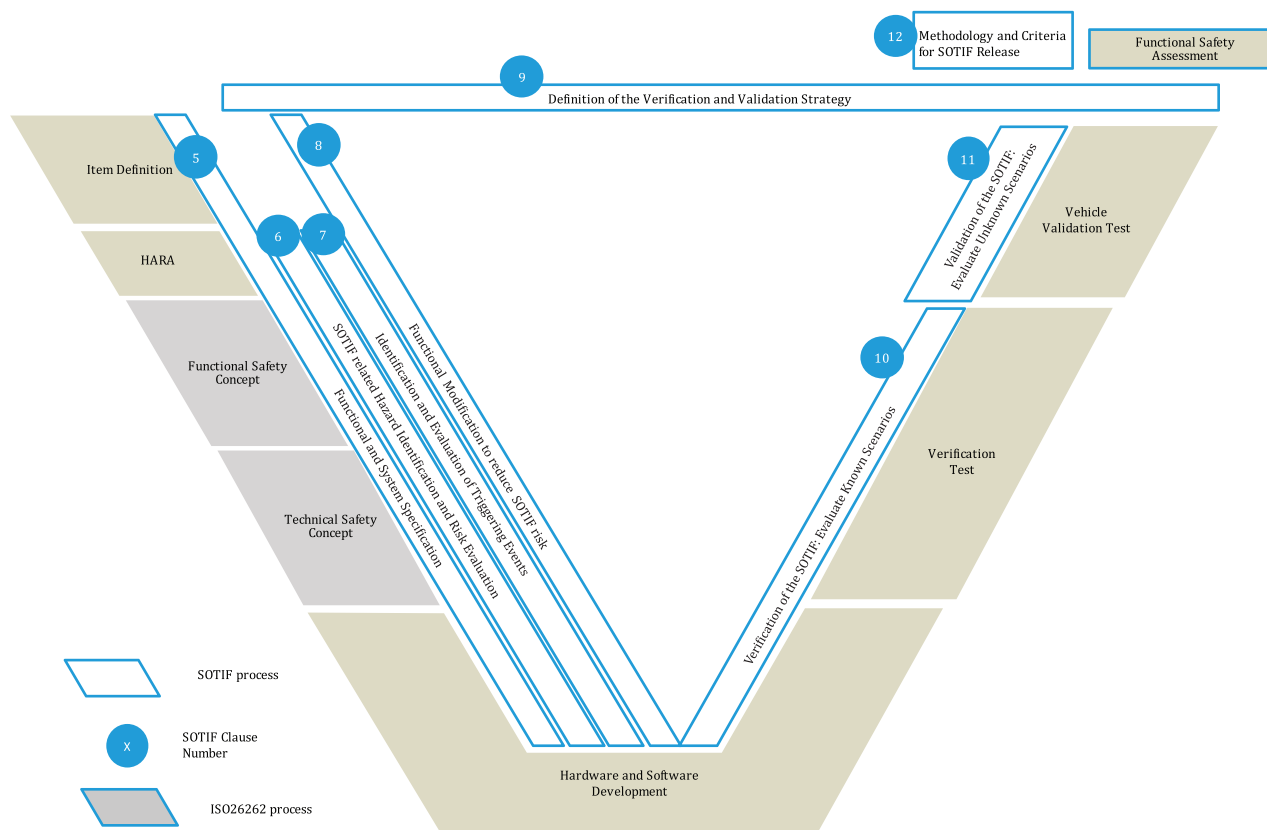 12
Methodology and Criteria
for SOTIF Release
Functional Safety
Assessment
9
Definition of the Verification and Validation Strategy
5
8
11
Item Definition
Validation of the SOTIF:
Evaluate Unknown Scenarios
Vehicle
Validation Test
6
7
HARA
10
Functional Safety
Concept
Functional and System Specification
SOTIF related Hazard Identification and Risk Evaluation
Identification and Evaluation of Triggering Events
Functional Modification to reduce SOTIF risk
Verification of the SOTIF: Evaluate Known Scenarios
Verification
Test
Technical Safety
Concept
SOTIF process
X
SOTIF Clause
Number
Hardware and Software
Development
ISO26262 process